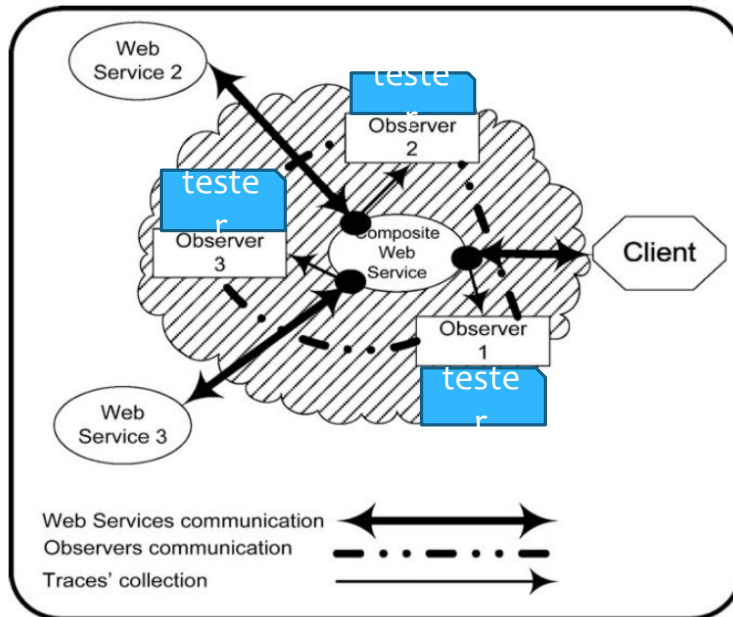 Web
Service 2
teste
r
Observer
2
teste
r
Observer
3
Composite
Web
Service
Client
Observer
1
teste
r
Web
Service 3
Web Services communication
Observers communication
Traces' collection